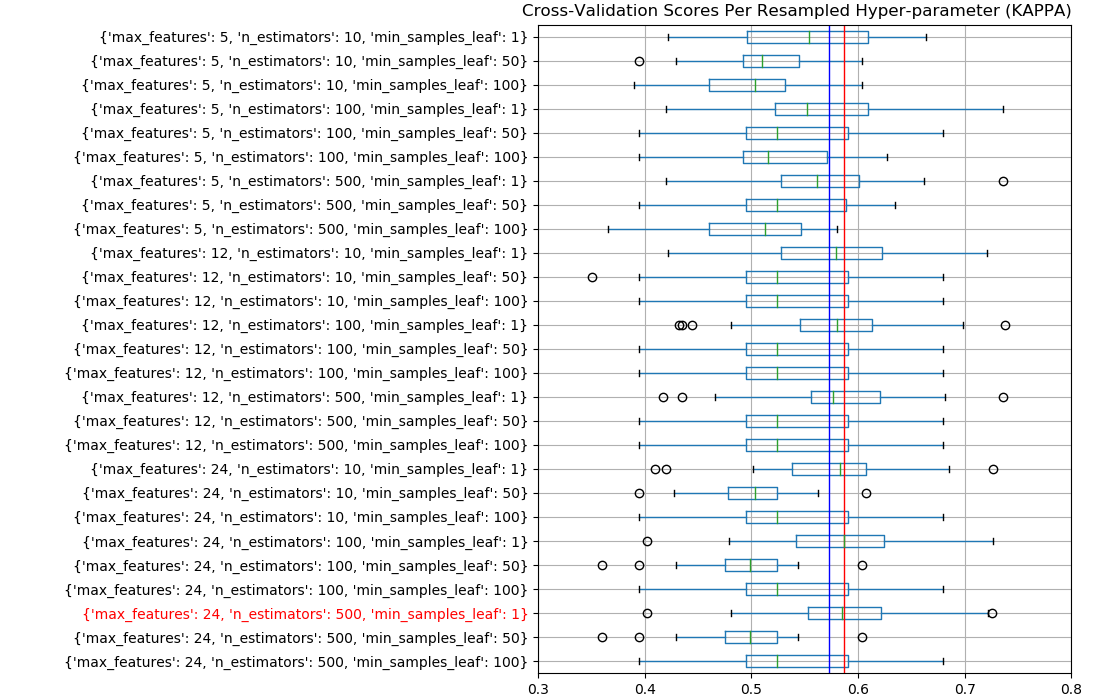 Cross-Validation Scores Per Resampled Hyper-parameter (KAPPA)
{'max_features': 5, 'n_estimators': 10, 'min_samples_leaf': 1}
{'max_features': 5, 'n_estimators': 10, 'min_samples_leaf': 50}
{'max_features': 5, 'n_estimators': 10, 'min_samples_leaf': 100}
{'max_features': 5, 'n_estimators': 100, 'min_samples_leaf': 1}
{'max_features': 5, 'n_estimators': 100, 'min_samples_leaf': 50}
{'max_features': 5, 'n_estimators': 100, 'min_samples_leaf': 100}
{'max_features': 5, 'n_estimators': 500, 'min_samples_leaf': 1}
{'max_features': 5, 'n_estimators': 500, 'min_samples_leaf': 50}
{'max_features': 5, 'n_estimators': 500, 'min_samples_leaf': 100}
{'max_features': 12, 'n_estimators': 10, 'min_samples_leaf': 1}
{'max_features': 12, 'n_estimators': 10, 'min_samples_leaf': 50}
{'max_features': 12, 'n_estimators': 10, 'min_samples_leaf': 100}
{'max_features': 12, 'n_estimators': 100, 'min_samples_leaf': 1}
{'max_features': 12, 'n_estimators': 100, 'min_samples_leaf': 50}
{'max_features': 12, 'n_estimators': 100, 'min_samples_leaf': 100}
{'max_features': 12, 'n_estimators': 500, 'min_samples_leaf': 1}
{'max_features': 12, 'n_estimators': 500, 'min_samples_leaf': 50}
{'max_features': 12, 'n_estimators': 500, 'min_samples_leaf': 100}
{'max_features': 24, 'n_estimators': 10, 'min_samples_leaf': 1}
{'max_features': 24, 'n_estimators': 10, 'min_samples_leaf': 50}
{'max_features': 24, 'n_estimators': 10, 'min_samples_leaf': 100}
{'max_features': 24, 'n_estimators': 100, 'min_samples_leaf': 1}
{'max_features': 24, 'n_estimators': 100, 'min_samples_leaf': 50}
{'max_features': 24, 'n_estimators': 100, 'min_samples_leaf': 100}
{'max_features': 24, 'n_estimators': 500, 'min_samples_leaf': 1}
{'max_features': 24, 'n_estimators': 500, 'min_samples_leaf': 50}
{'max_features': 24, 'n_estimators': 500, 'min_samples_leaf': 100}
0.3 0.4 0.5 0.6 0.7 0.8